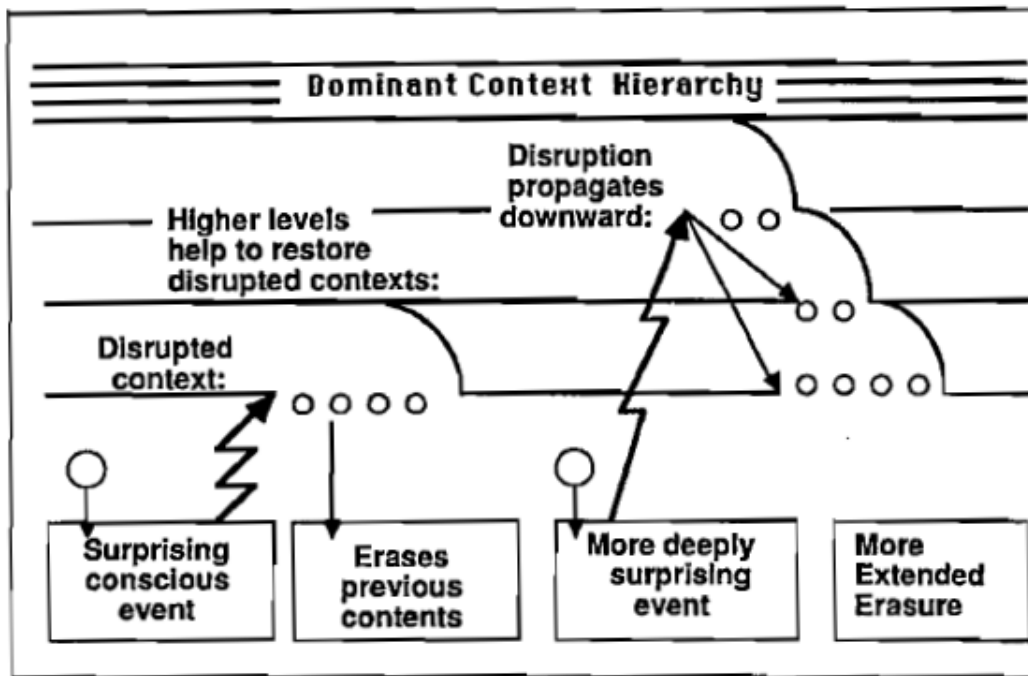 Dominant Context Hierarchy
Disruption
propagates
downward:
Higher levels
help to restore
disrupted contexts:
Disrupted
context:
Surprising
conscious
event
Erases
previous
contents
More deeply
surprising
event
More
Extended
Erasure